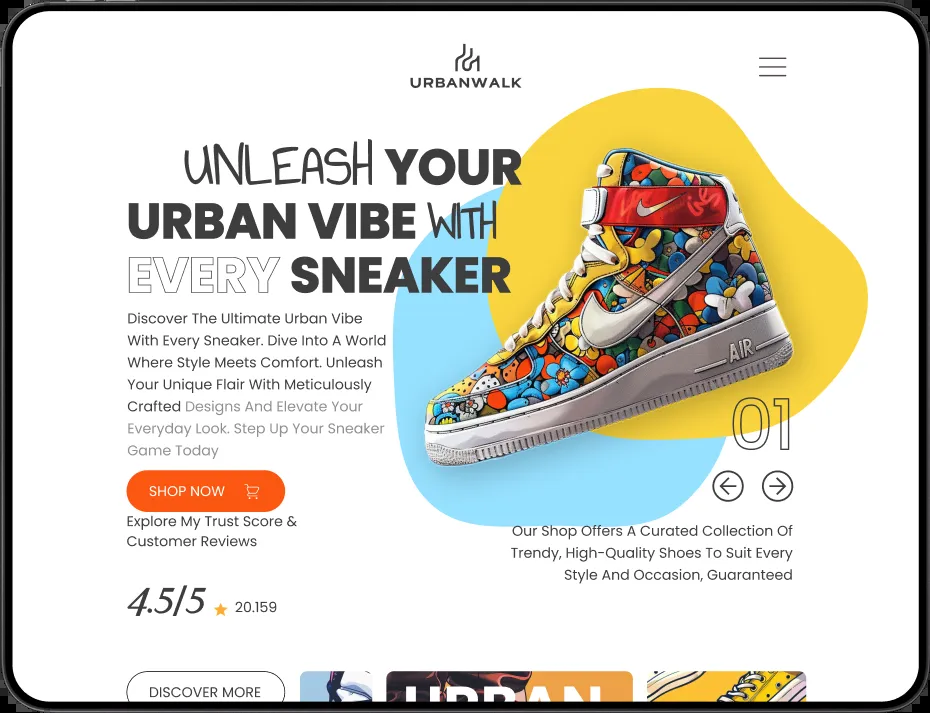 URBANWALK
UNLEASH YOUR
URBAN VIBE WITH
EVERY SNEAKER
Discover The Ultimate Urban Vibe
With Every Sneaker. Dive Into A World
Where Style Meets Comfort. Unleash
Your Unique Flair With Meticulously
Crafted Designs And Elevate Your
Everyday Look. Step Up Your Sneaker
Game Today
SHOP NOW
Explore My Trust Score &
Customer Reviews
4.5/5 20.159
AIR
01
Our Shop Offers A Curated Collection Of
Trendy, High-Quality Shoes To Suit Every
Style And Occasion, Guaranteed
DISCOVER MORE
URBAN